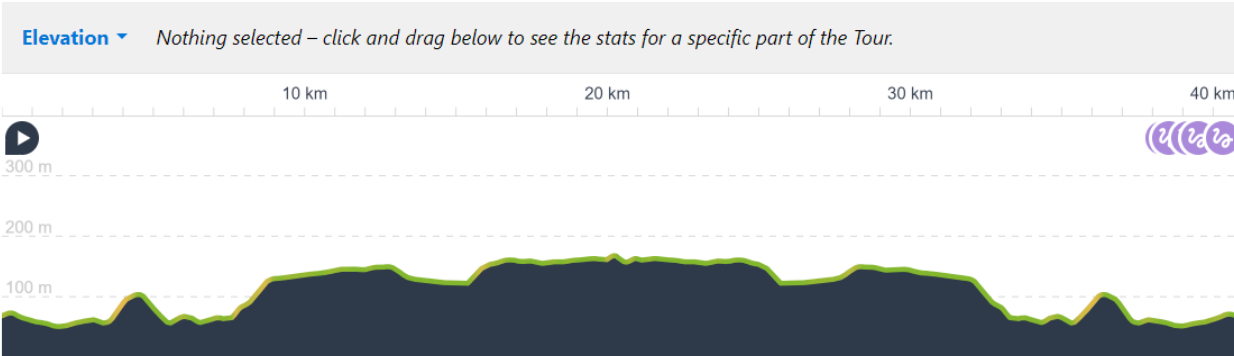 Elevation Nothing selected – click and drag below to see the stats for a specific part of the Tour.
10 km 20 km 30 km 40 km
300 m
200 m
100 m